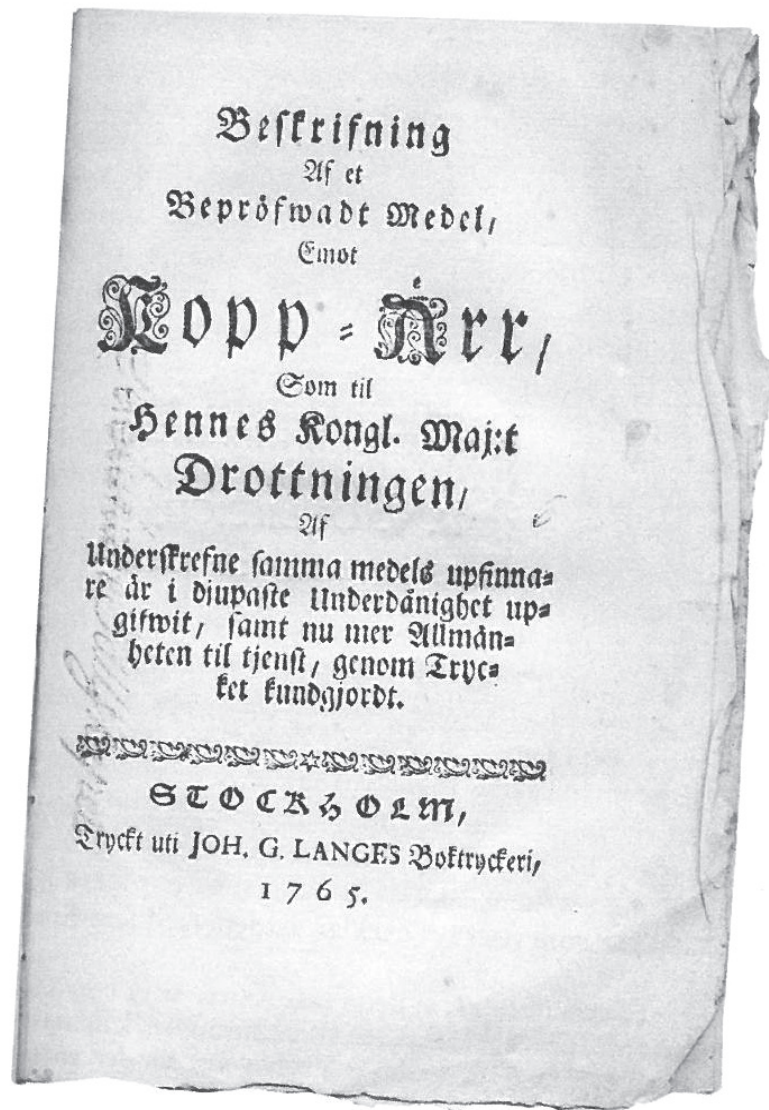 Beſkrifning
Af et
Bepröfwadt Medel/
Emot
Kopp-Ärr/
Som til
Hennes Kongl. Maj:t
Drottningen/
Af
Underſkrefne ſamma medels upfinna-
re är i djupaſte Underdånighet up-
gifwit/ ſamt nu mer Allmän-
heten til tjenſt/ genom Tryc-
ket kundgjordt.
STOCKHOLM,
Tryckt uti JOH. G. LANGES Boktryckeri/
1765.